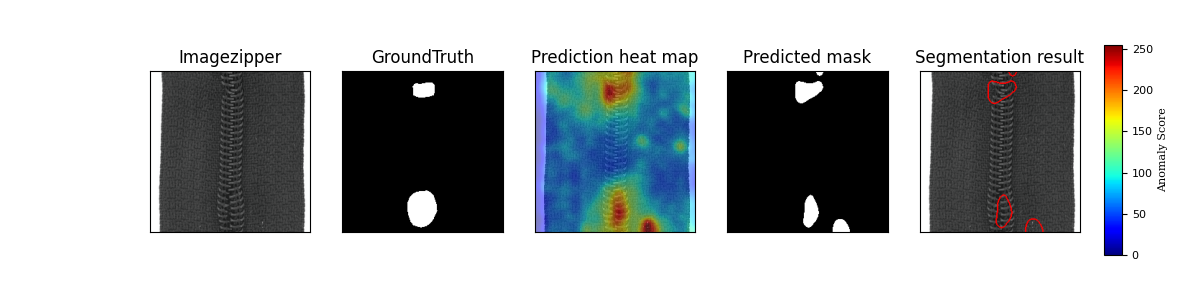 Imagezipper
GroundTruth
Prediction heat map
Predicted mask
Segmentation result
250
200
150
100
50
0
Anomaly Score